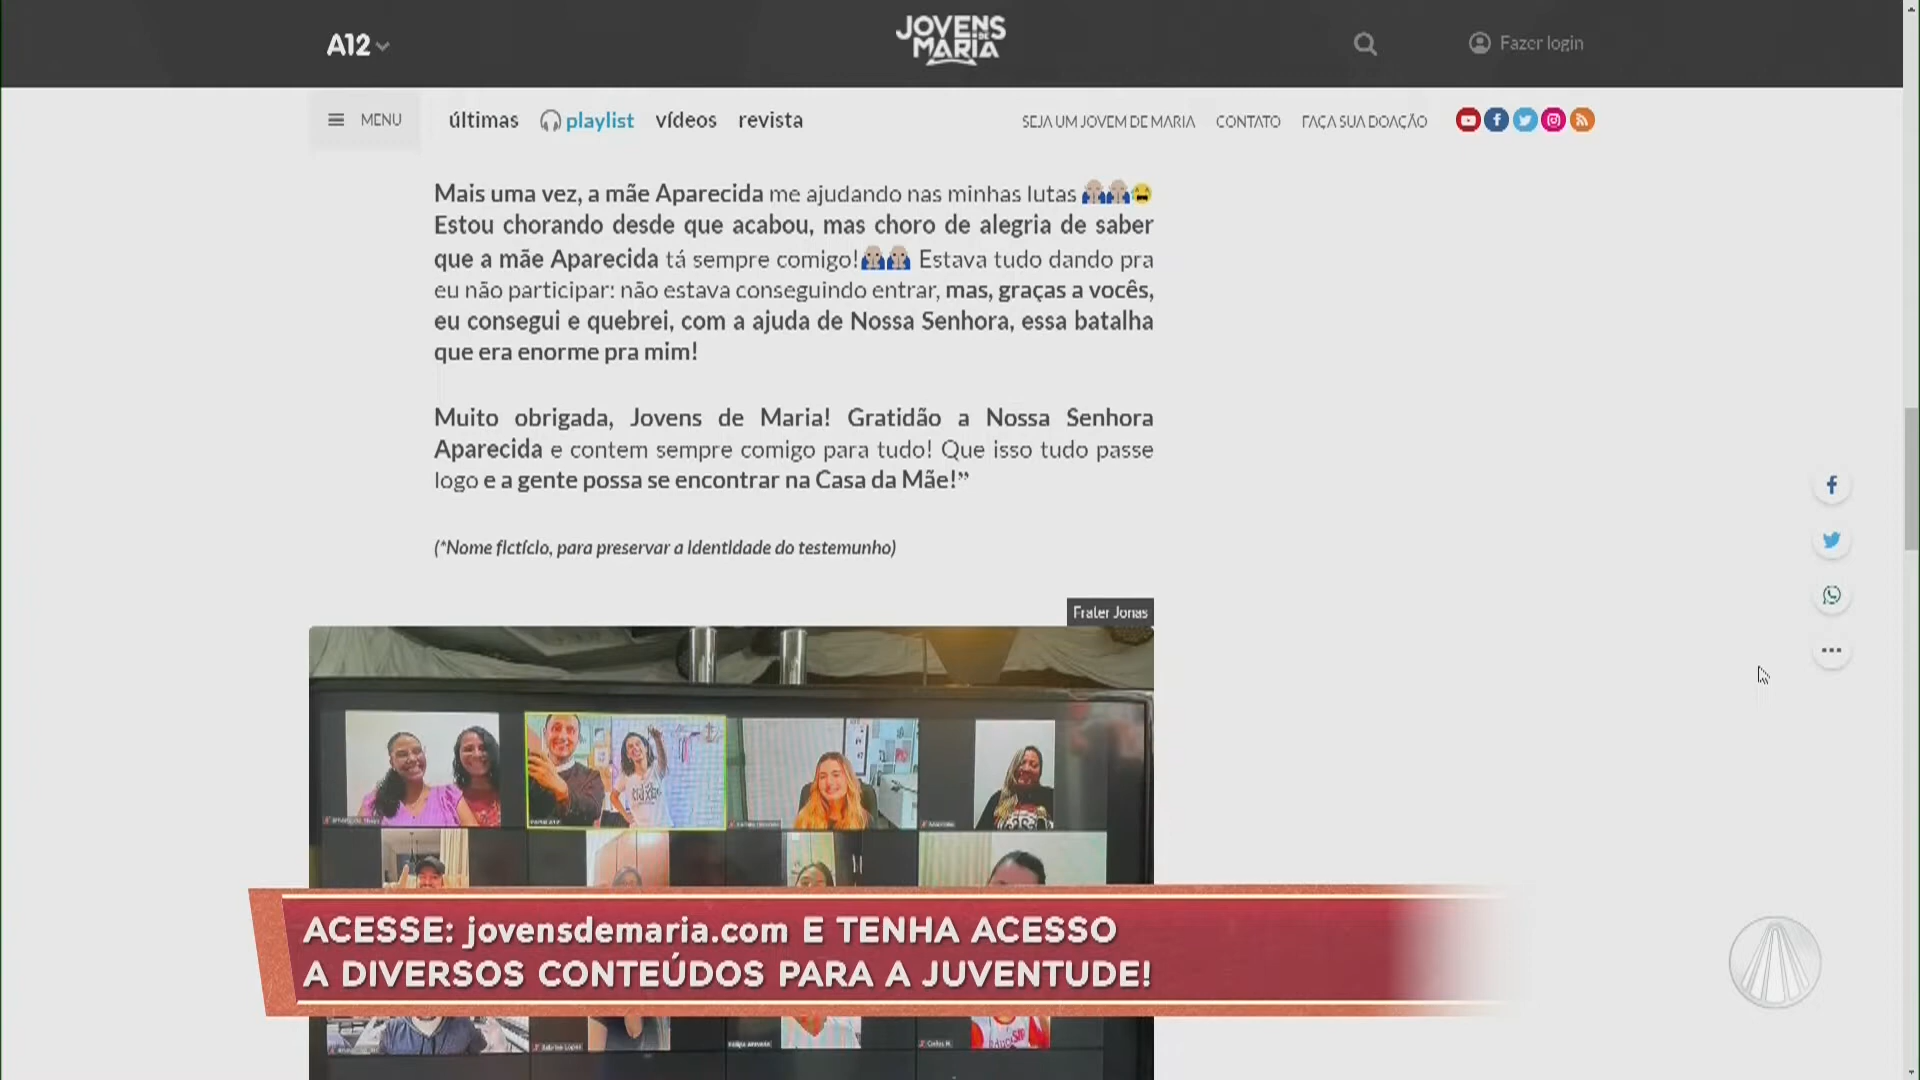 A12
JOVENS
DE
MARIA
Fazer login
MENU
últimas
playlist
vídeos
revista
SEJA UM JOVEM DE MARIA
CONTATO
FAÇA SUA DOAÇÃO
Mais uma vez, a mãe Aparecida me ajudando nas minhas lutas
Estou chorando desde que acabou, mas choro de alegria de saber
que a mãe Aparecida tá sempre comigo! Estava tudo dando pra
eu não participar: não estava conseguindo entrar, mas, graças a vocês,
eu consegui e quebrei, com a ajuda de Nossa Senhora, essa batalha
que era enorme pra mim!
Muito obrigada, Jovens de Maria! Gratidão a Nossa Senhora
Aparecida e contem sempre comigo para tudo! Que isso tudo passe
logo e a gente possa se encontrar na Casa da Mãe!”
(*Nome fictício, para preservar a identidade do testemunho)
Frater Jonas
ACESSE: jovensdemaria.com E TENHA ACESSO
A DIVERSOS CONTEÚDOS PARA A JUVENTUDE!